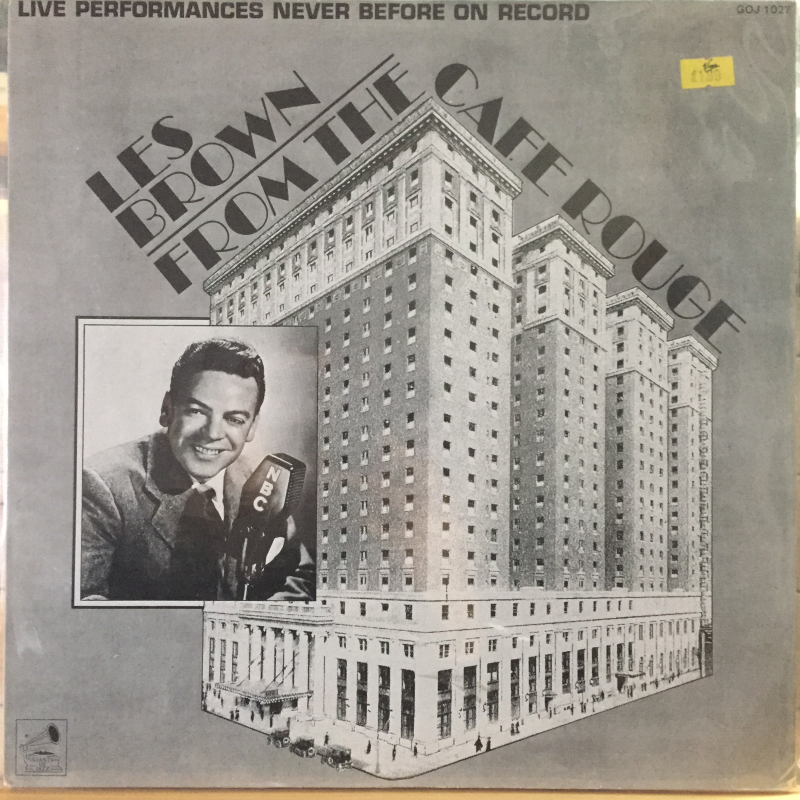 LIVE PERFORMANCES NEVER BEFORE ON RECORD
GOJ 1027
LES
BROWN
FROM THE CAFE ROUGE
NBC